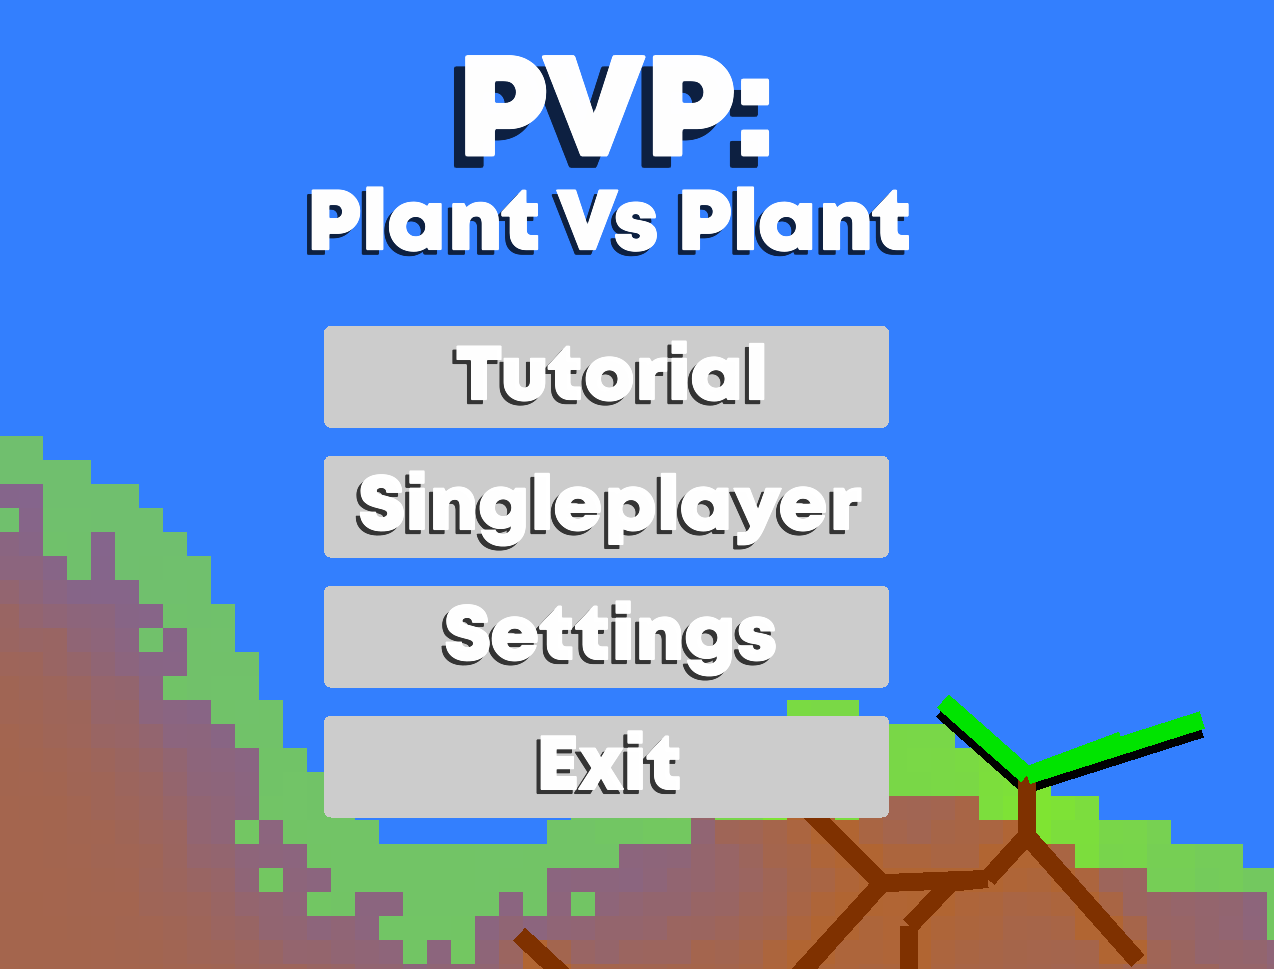 PVP:
Plant Vs Plant
Tutorial
Singleplayer
Settings
Exit